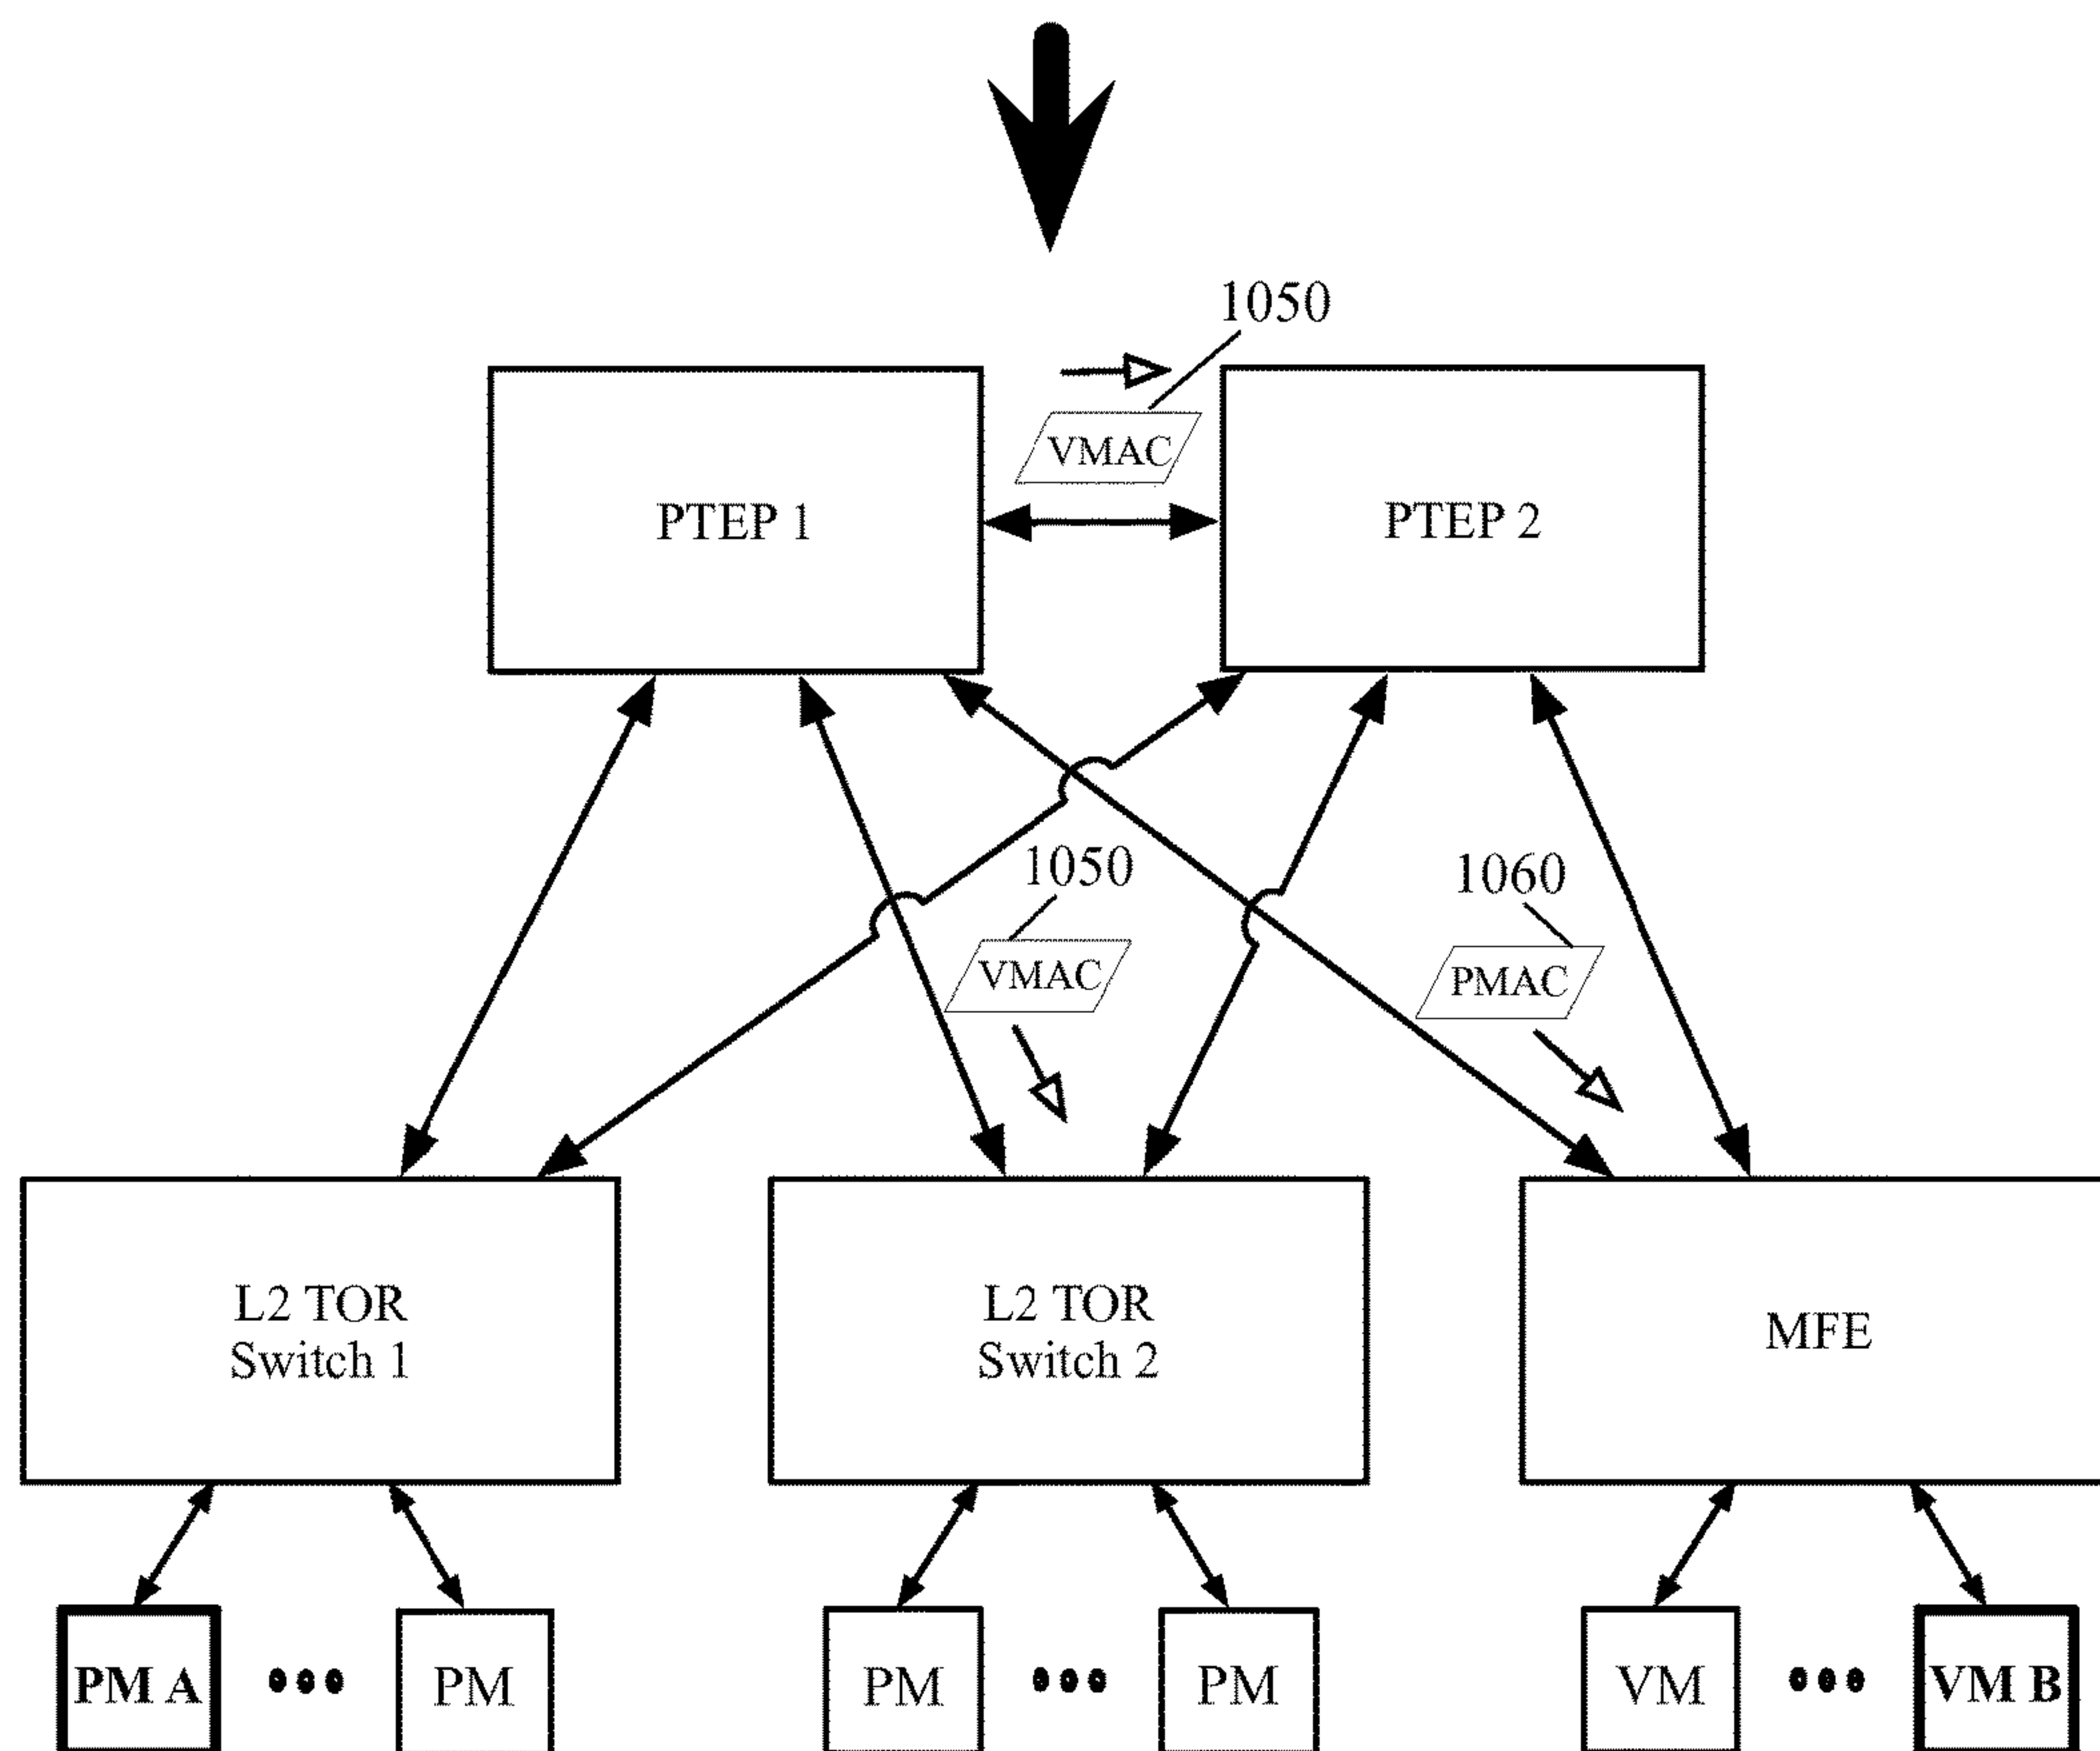 1050
VMAC
PTEP 1
PTEP 2
1050
1060
VMAC
PMAC
L2 TOR
Switch 1
L2 TOR
Switch 2
MFE
PM A
PM
PM
PM
VM
VM B